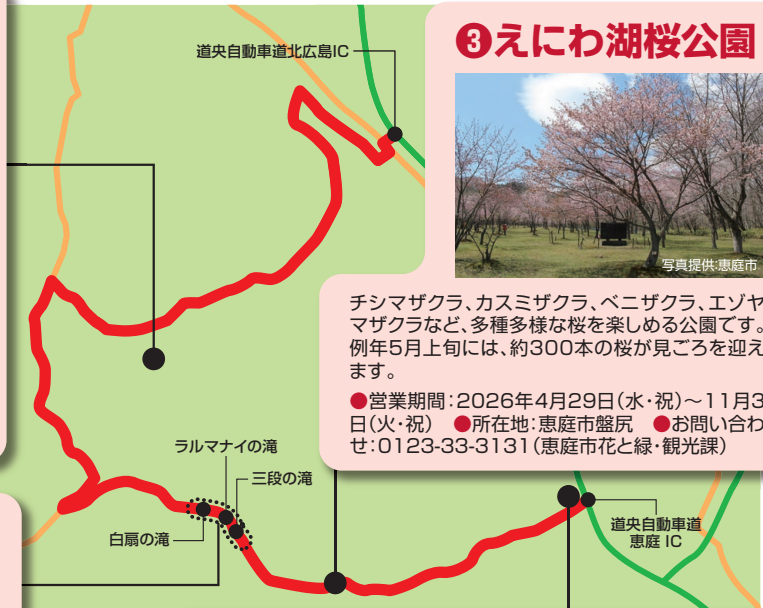 道央自動車道北広島IC
❸えにわ湖桜公園
写真提供:恵庭市
チシマザクラ、カスミザクラ、ベニザクラ、エゾヤ
マザクラなど、多種多様な桜を楽しめる公園です。
例年5月上旬には、約300本の桜が見ごろを迎え
ます。
●営業期間:2026年4月29日(水・祝)~11月3
日(火・祝) ●所在地:恵庭市盤尻 ●お問い合わ
せ:0123-33-3131(恵庭市花と緑・観光課)
ラルマナイの滝
三段の滝
白扇の滝
道央自動車道
恵庭 IC